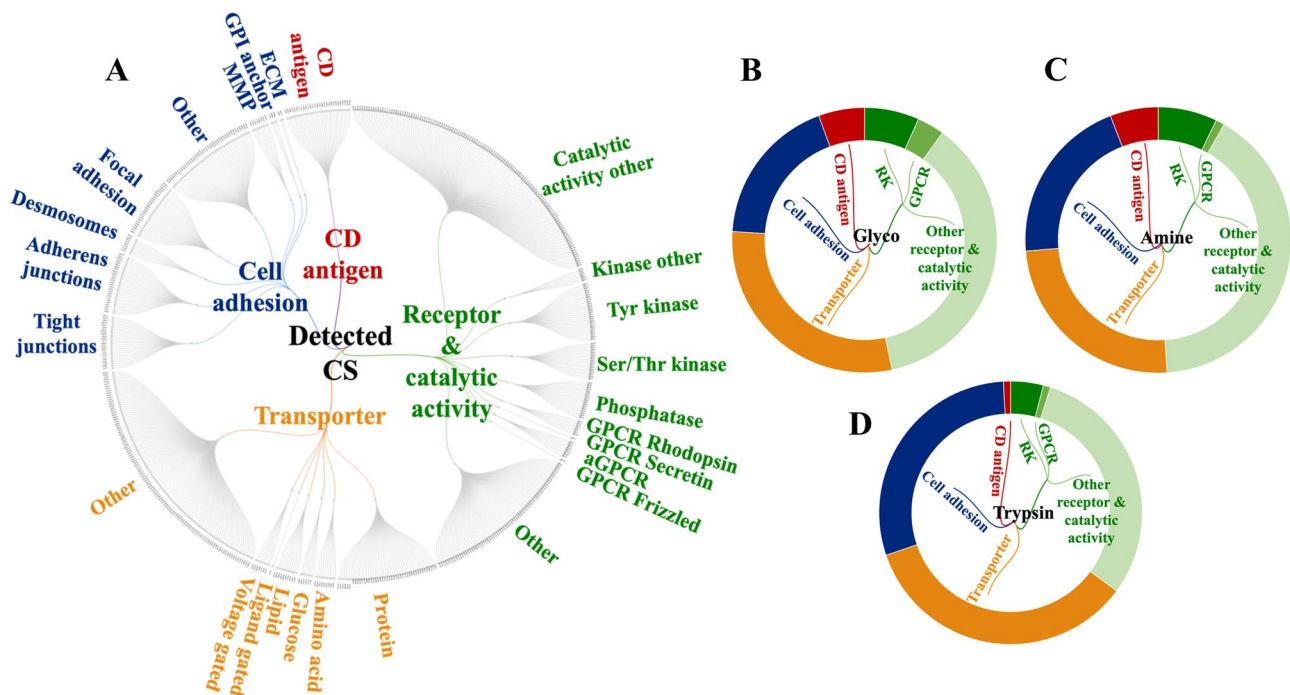 A
GPI anchor
MMP
ECM
CD
antigen
Other
Focal
adhesion
Desmosomes
Adherens
junctions
Tight
junctions
Catalytic
activity other
Kinase other
Tyr kinase
Ser/Thr kinase
Phosphatase
GPCR Rhodopsin
GPCR Secretin
aGPCR
GPCR Frizzled
Other
Protein
Amino acid
Glucose
Lipid
Ligand gated
Voltage gated
Other
CD
antigen
Cell
adhesion
Detected
CS
Receptor
&
catalytic
activity
Transporter
B
CD antigen
RK
GPCR
Cell adhesion
Glyco
Other
receptor &
catalytic
activity
Transporter
C
CD antigen
RK
GPCR
Cell adhesion
Amine
Other
receptor &
catalytic
activity
Transporter
D
CD antigen
RK
GPCR
Cell adhesion
Trypsin
Other
receptor &
catalytic
activity
Transporter